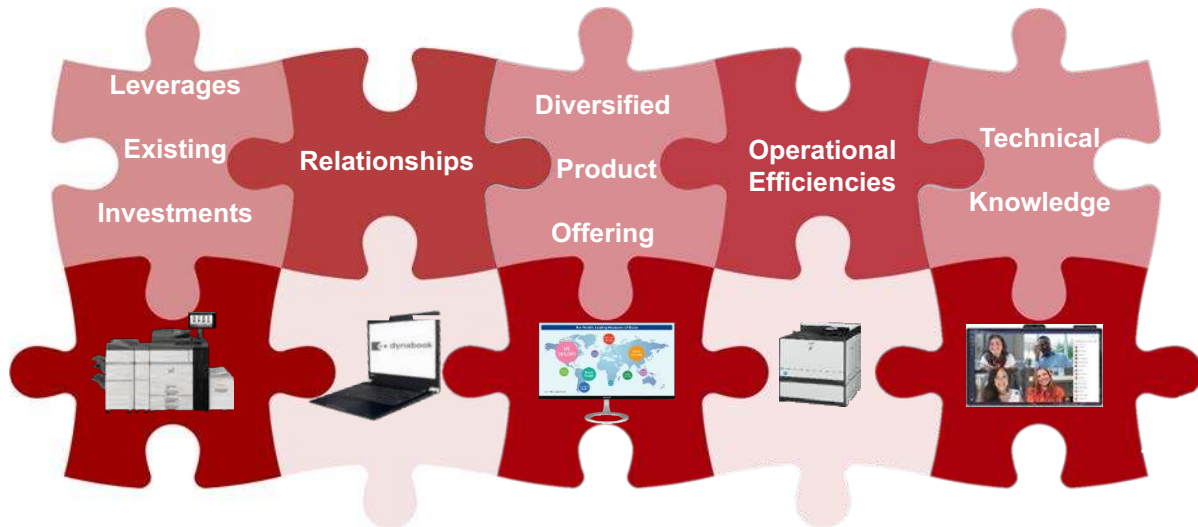 Leverages
Existing
Investments
Relationships
Diversified
Product
Offering
Operational
Efficiencies
Technical
Knowledge
dynabook